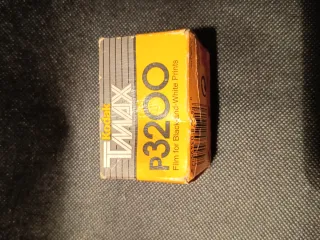 Kodak
TMAX
P3200
Film for Black-and-White Prints